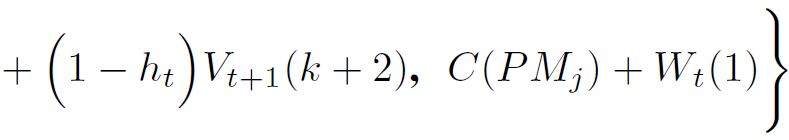 + (1 − h_t) V_{t+1}(k + 2), C(PM_j) + W_t(1)}